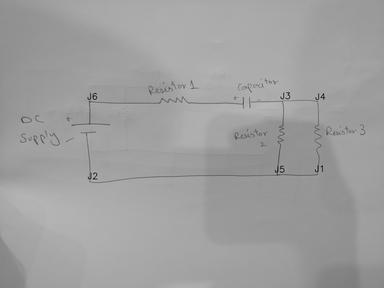 J6
Resistor 1
+ Capacitor -
J3
J4
DC
Supply
+
-
Resistor
2
Resistor 3
J2
J5
J1